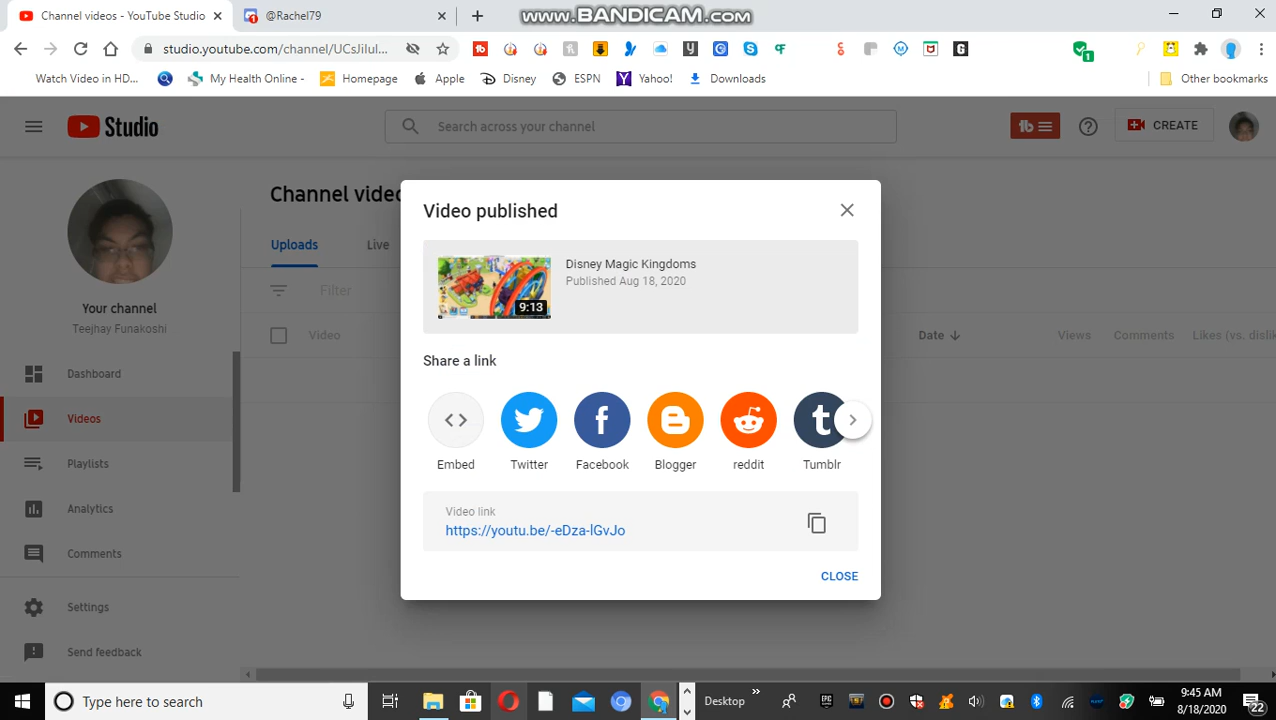 Channel videos - YouTube Studio
@Rachel79
www.BANDICAM.com
studio.youtube.com/channel/UCsJiluI...
Watch Video in HD...
My Health Online -
Homepage
Apple
Disney
ESPN
Yahoo!
Downloads
Other bookmarks
Studio
Search across your channel
CREATE
Channel video
Video published
Uploads
Live
Disney Magic Kingdoms
Published Aug 18, 2020
9:13
Filter
Your channel
Teejhay Funakoshi
Video
Date
Views
Comments
Likes (vs. dislik
Share a link
Dashboard
Videos
Playlists
Analytics
Comments
Settings
Send feedback
Embed
Twitter
Facebook
Blogger
reddit
Tumblr
Video link
https://youtu.be/-eDza-lGvJo
CLOSE
Type here to search
Desktop
9:45 AM
8/18/2020
22